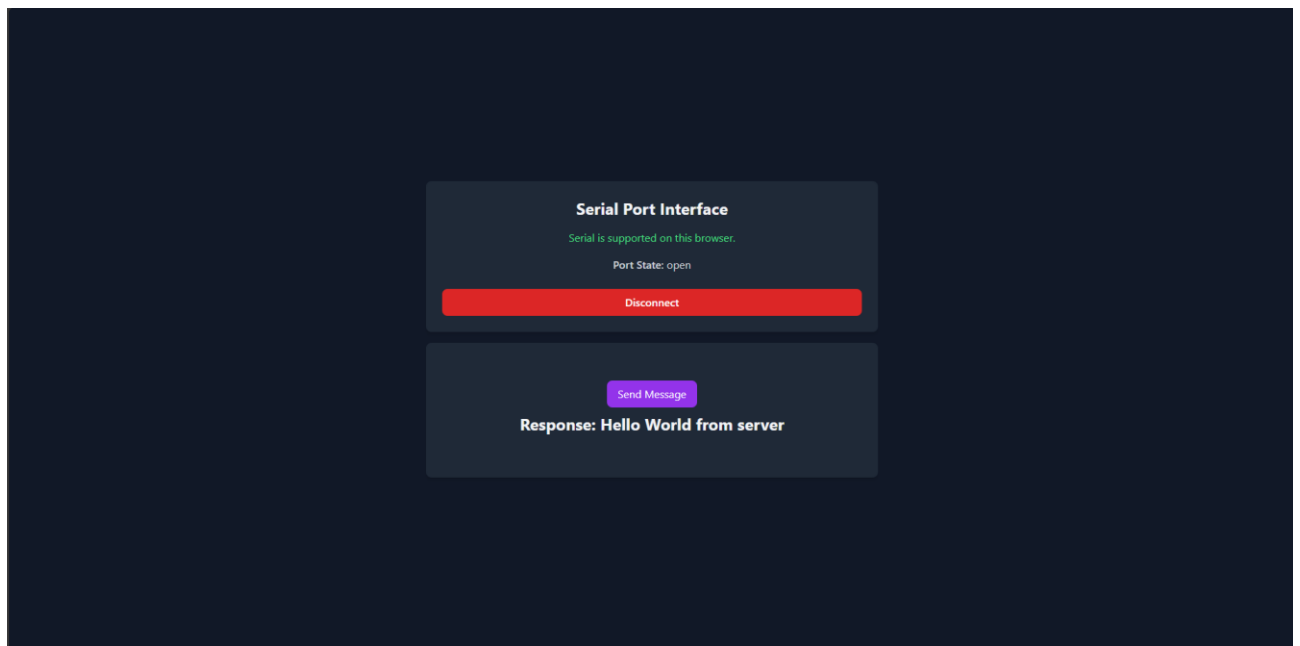 Serial Port Interface
Serial is supported on this browser.
Port State: open
Disconnect
Send Message
Response: Hello World from server